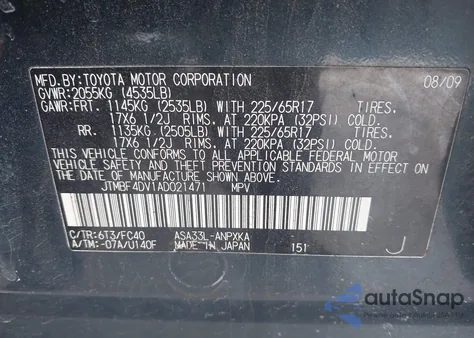 MFD.BY:TOYOTA MOTOR CORPORATION 08/09
GVWR:2055KG (4535LB)
GAWR:FRT. 1145KG (2535LB) WITH 225/65R17 TIRES.
17X6 1/2J RIMS. AT 220KPA (32PSI) COLD.
RR. 1135KG (2505LB) WITH 225/65R17 TIRES.
17X6 1/2J RIMS. AT 220KPA (32PSI) COLD.
THIS VEHICLE CONFORMS TO ALL APPLICABLE FEDERAL MOTOR
VEHICLE SAFETY AND THEFT PREVENTION STANDARDS IN EFFECT
ON THE DATE OF MANUFACTURE SHOWN ABOVE.
JTMBF4DV1AD021471 MPV
C/TR:6T3/FC40 ASA33L-ANPXKA
A/TM:-07A/U140F MADE IN JAPAN 151 J
autoSnap